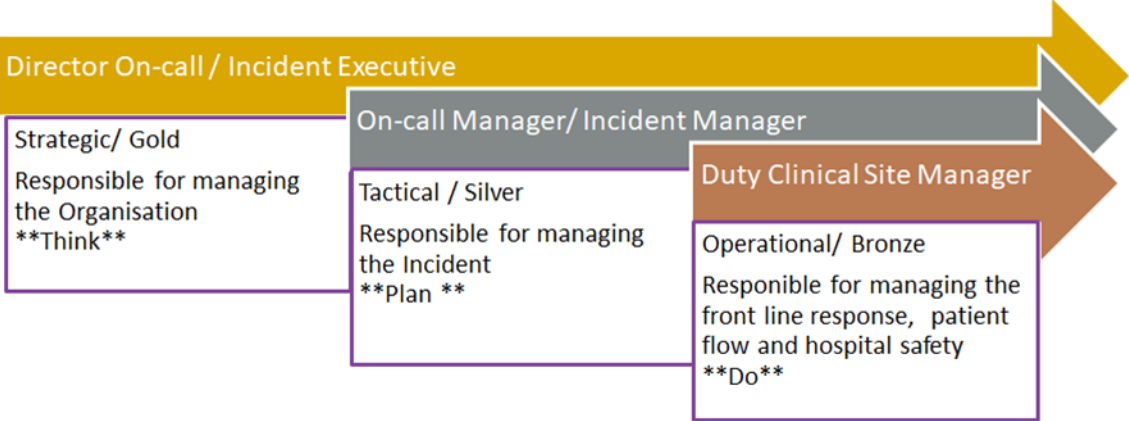 Director On-call / Incident Executive
Strategic/ Gold
Responsible for managing
the Organisation
**Think**
On-call Manager/ Incident Manager
Tactical / Silver
Responsible for managing
the Incident
**Plan **
Duty Clinical Site Manager
Operational/ Bronze
Responible for managing the
front line response, patient
flow and hospital safety
**Do**